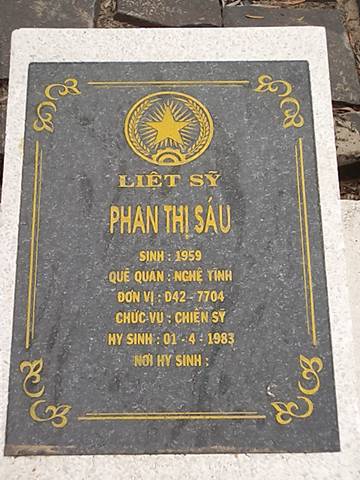 LIỆT SỸ
PHAN THỊ SÁU
SINH : 1959
QUÊ QUÁN : NGHỆ TĨNH
ĐƠN VỊ : D42 - 7704
CHỨC VỤ : CHIẾN SỸ
HY SINH : 01 - 4 - 1983
NƠI HY SINH :